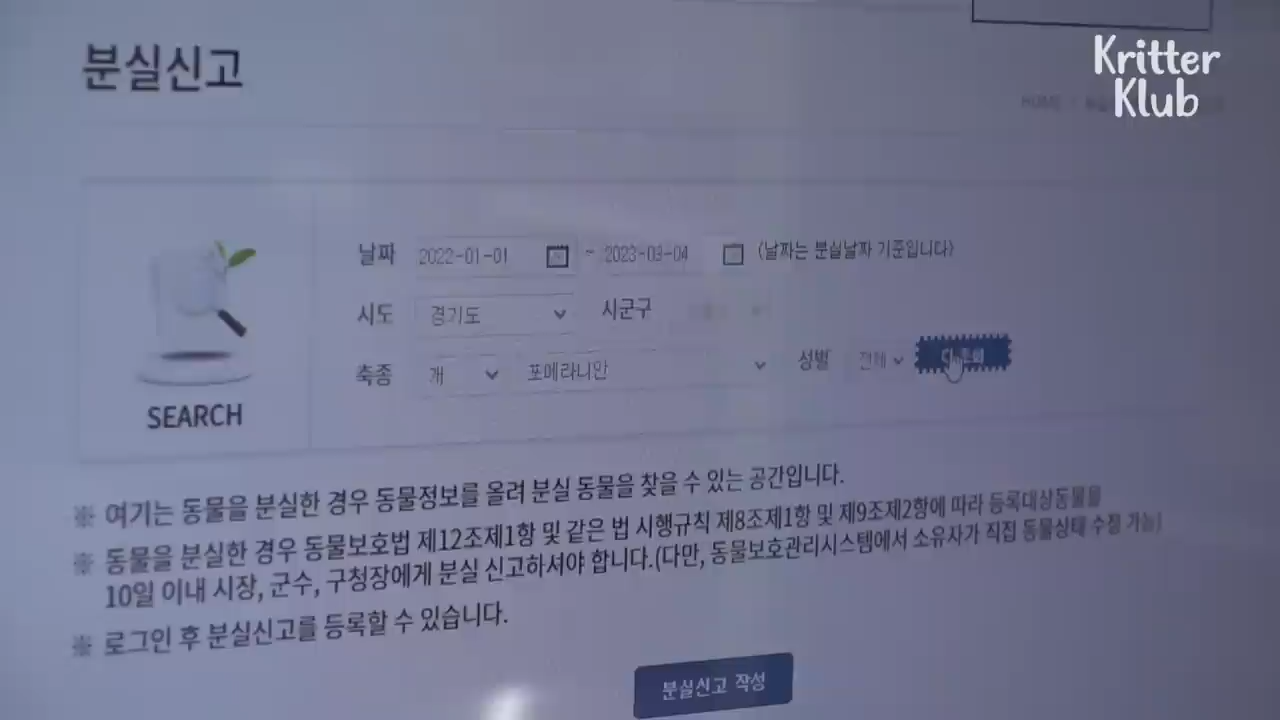 Kritter
Klub
분실신고
HOME
날짜 2022-01-01 ~ 2023-03-04 (날짜는 분실날짜 기준입니다)
시도 경기도 시군구
축종 개 포메라니안 성별 전체
SEARCH
※ 여기는 동물을 분실한 경우 동물정보를 올려 분실 동물을 찾을 수 있는 공간입니다.
※ 동물을 분실한 경우 동물보호법 제12조제1항 및 같은 법 시행규칙 제8조제1항 및 제9조제2항에 따라 등록대상동물을
10일 이내 시장, 군수, 구청장에게 분실 신고하셔야 합니다.(다만, 동물보호관리시스템에서 소유자가 직접 동물상태 수정 가능)
※ 로그인 후 분실신고를 등록할 수 있습니다.
분실신고 작성